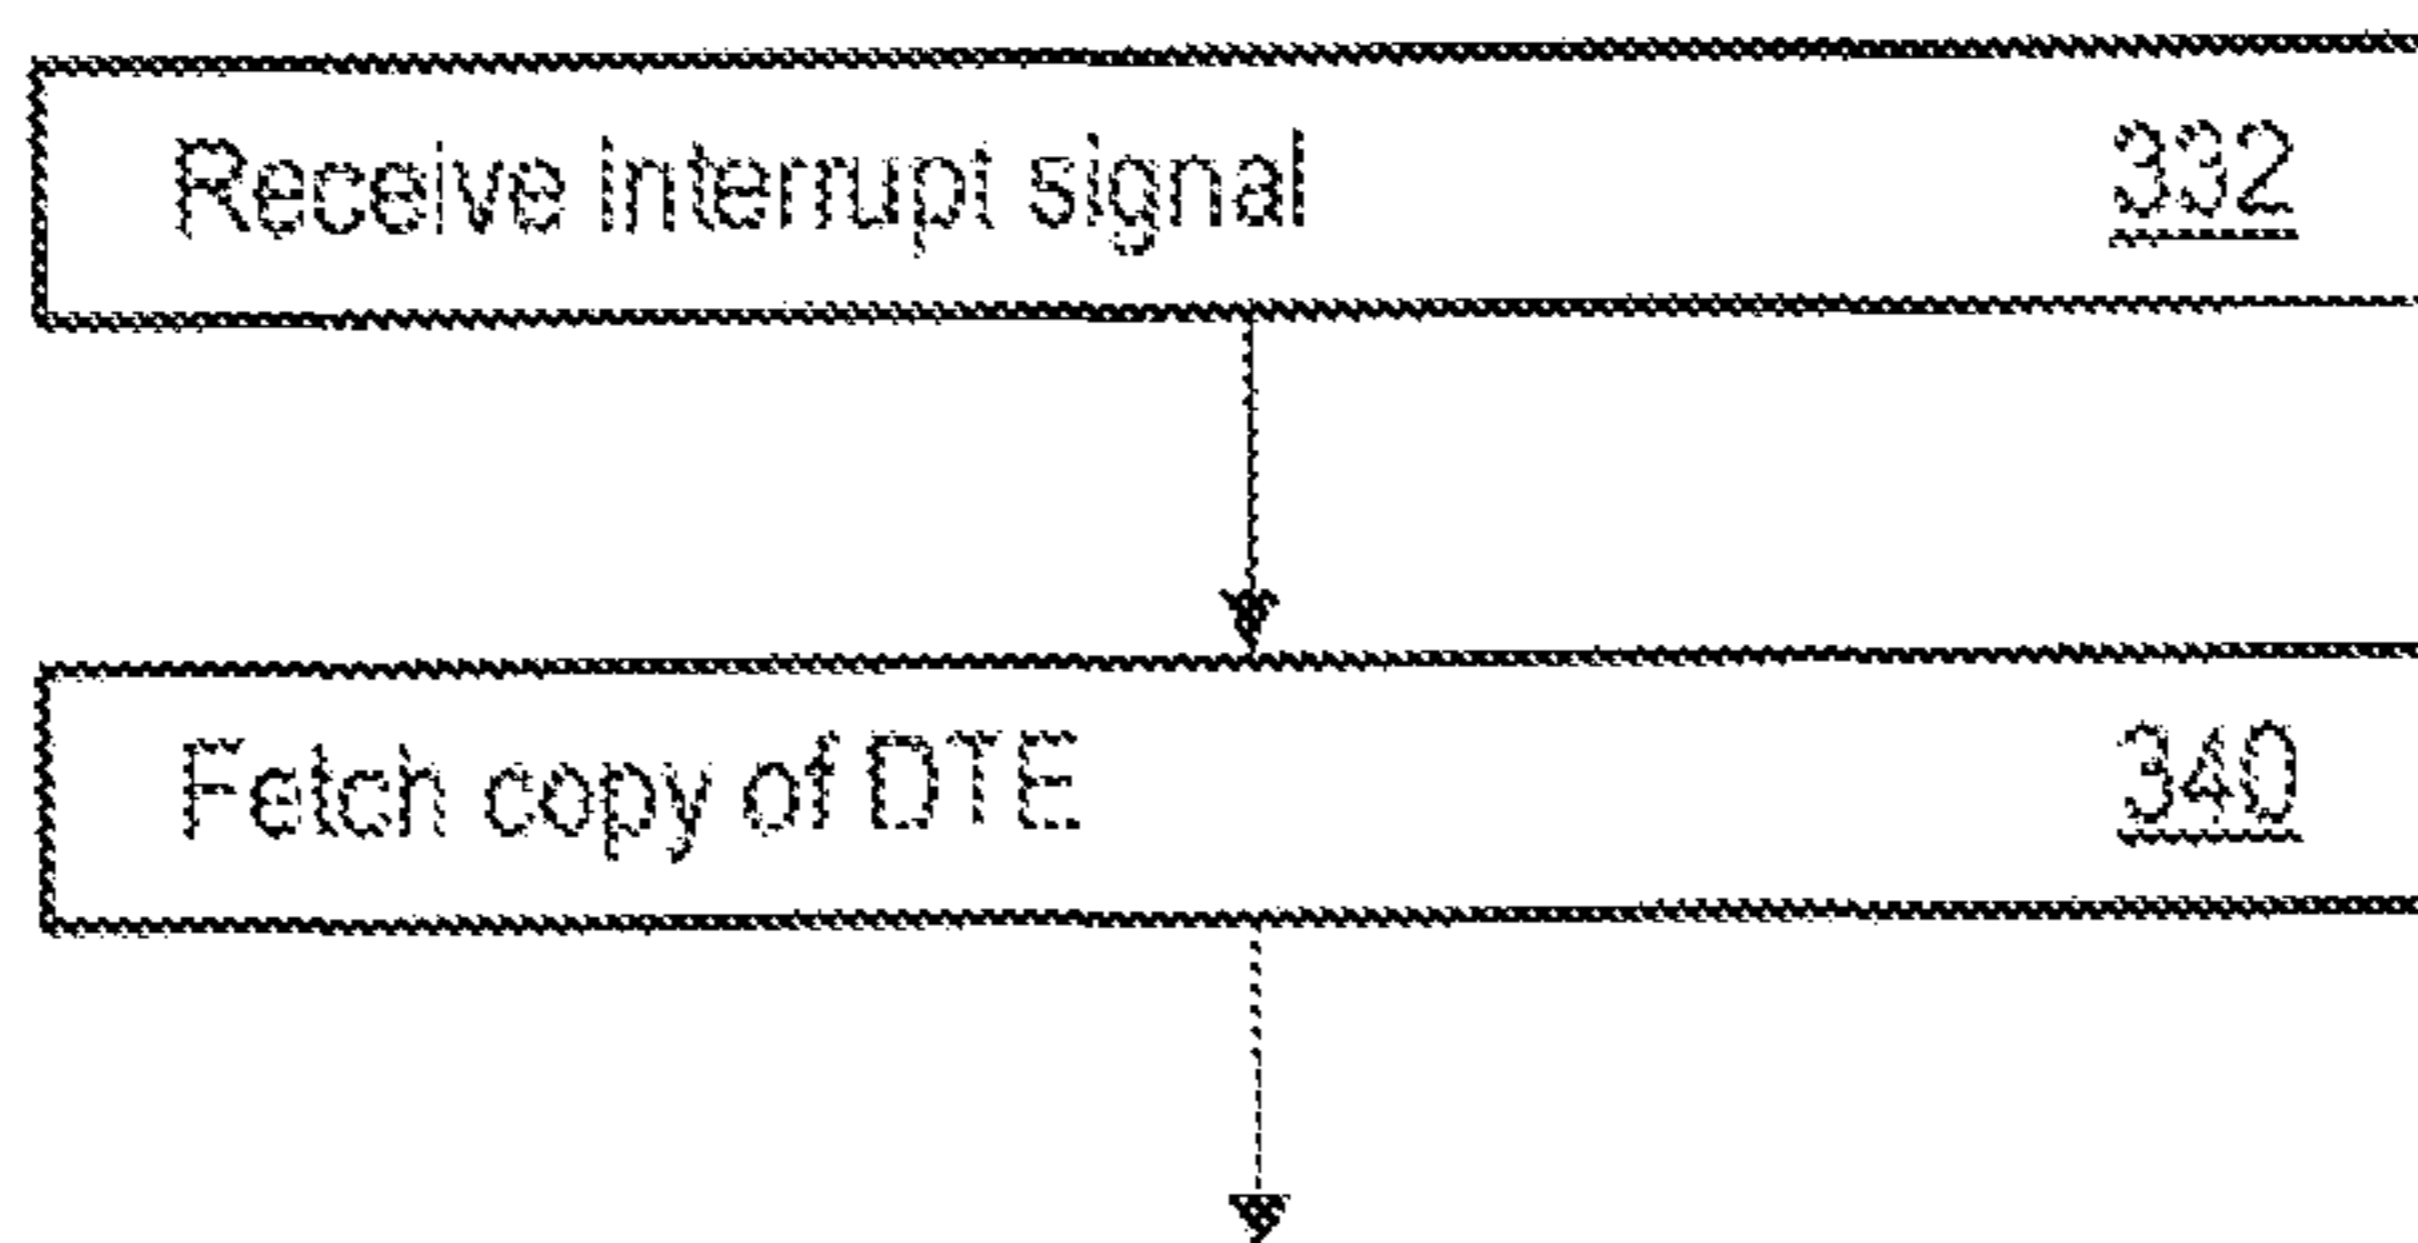 Receive interrupt signal 332
Fetch copy of DTE 340